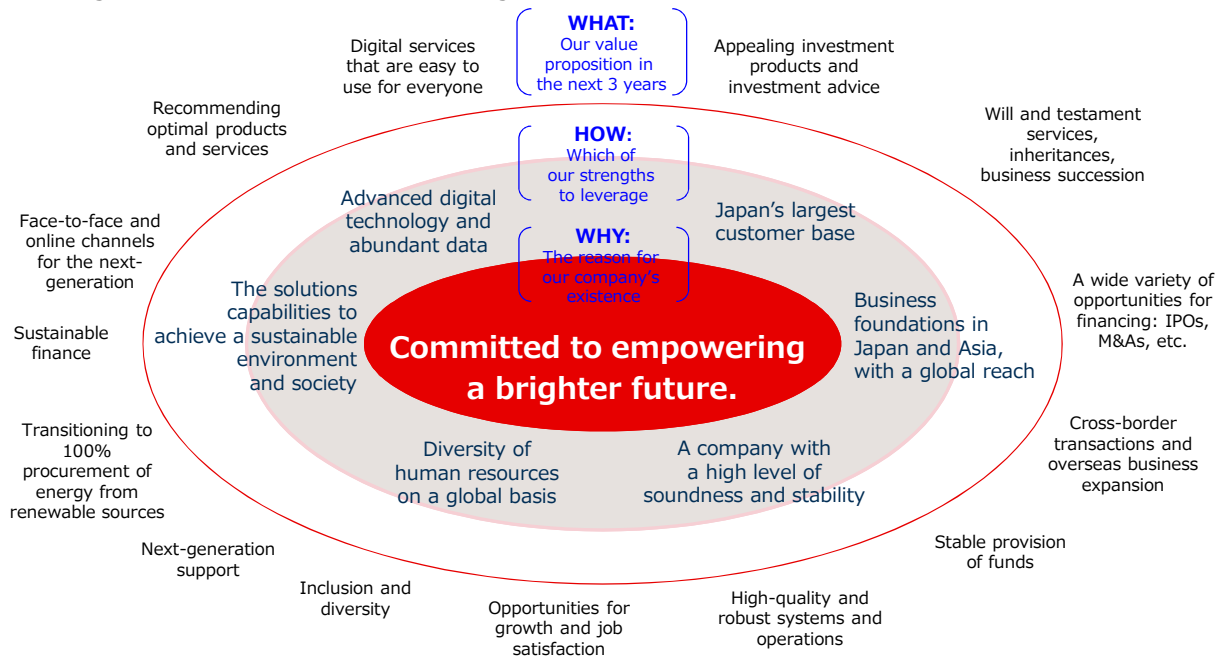 WHAT:
Our value
proposition in
the next 3 years
Digital services
that are easy to
use for everyone
Appealing investment
products and
investment advice
Recommending
optimal products
and services
Will and testament
services,
inheritances,
business succession
HOW:
Which of
our strengths
to leverage
Advanced digital
technology and
abundant data
Japan’s largest
customer base
Face-to-face and
online channels
for the next-
generation
WHY:
The reason for
our company’s
existence
The solutions
capabilities to
achieve a sustainable
environment
and society
Business
foundations in
Japan and Asia,
with a global reach
A wide variety of
opportunities for
financing: IPOs,
M&As, etc.
Sustainable
finance
Committed to empowering
a brighter future.
Transitioning to
100%
procurement of
energy from
renewable sources
Diversity of
human resources
on a global basis
A company with
a high level of
soundness and stability
Cross-border
transactions and
overseas business
expansion
Next-generation
support
Stable provision
of funds
Inclusion and
diversity
Opportunities for
growth and job
satisfaction
High-quality and
robust systems and
operations